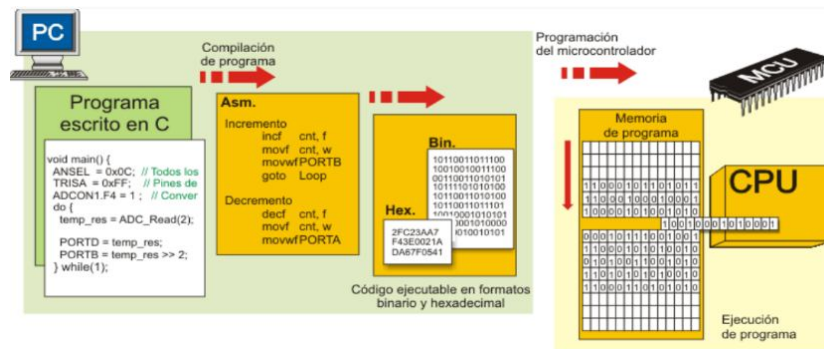 PC
Compilación
de programa
Programación
del microcontrolador
MCU
Programa
escrito en C
void main() {
ANSEL = 0x0C; // Todos los
TRISA = 0xFF; // Pines de
ADCON1.F4 = 1 ; // Conver
do {
temp_res = ADC_Read(2);
PORTD = temp_res;
PORTB = temp_res >> 2;
} while(1);
Asm.
Incremento
incf cnt, f
movf cnt, w
movwf PORTB
goto Loop
Decremento
decf cnt, f
movf cnt, w
movwf PORTA
Bin.
10110011011100
10010010011100
00110011010101
10111101010100
10110011010100
10110011011101
Hex.
2FC23AA7
F43E0021A
DA67F0541
Código ejecutable en formatos
binario y hexadecimal
Memoria
de programa
CPU
Ejecución
de programa